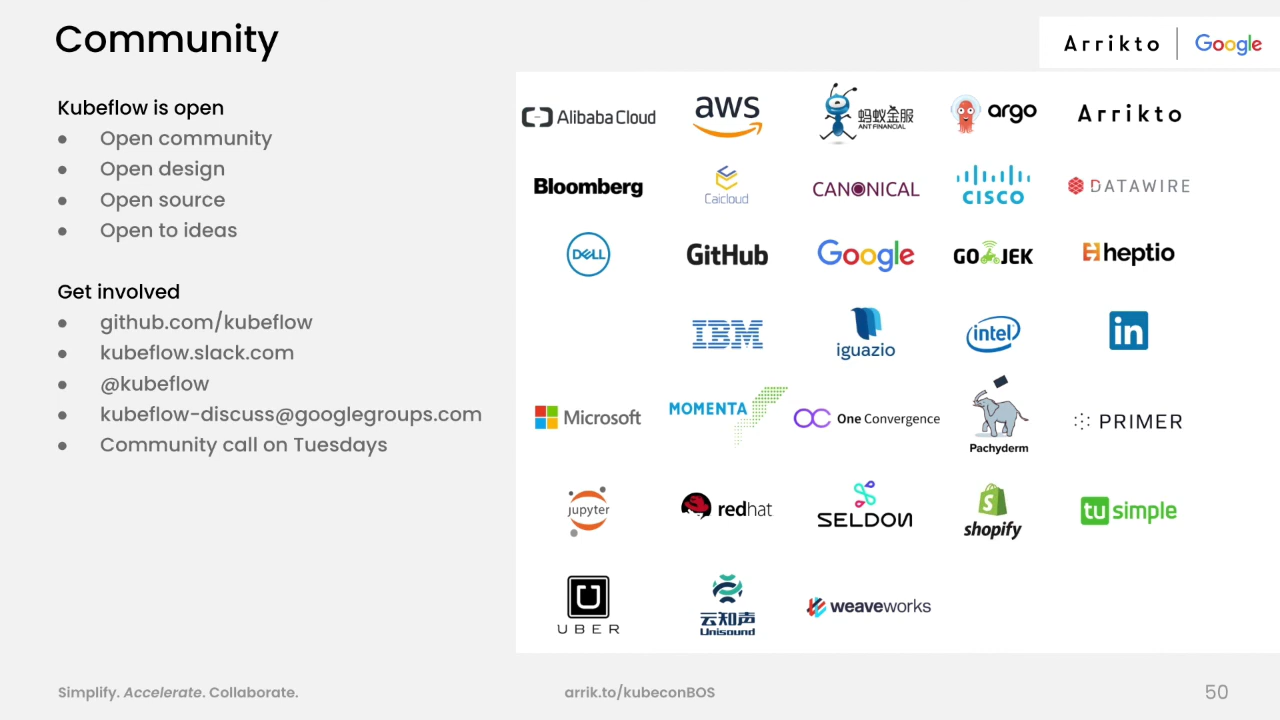 Community
Arrikto | Google
Kubeflow is open
● Open community
● Open design
● Open source
● Open to ideas
Get involved
● github.com/kubeflow
● kubeflow.slack.com
● @kubeflow
● kubeflow-discuss@googlegroups.com
● Community call on Tuesdays
Alibaba Cloud
aws
蚂蚁金服
ANT FINANCIAL
argo
Arrikto
Bloomberg
Caicloud
CANONICAL
CISCO
DATAWIRE
DELL
GitHub
Google
GOJEK
heptio
IBM
iguazio
intel
in
Microsoft
MOMENTA
One Convergence
Pachyderm
PRIMER
jupyter
redhat
SELDON
shopify
tusimple
UBER
云知声
Unisound
weaveworks
Simplify. Accelerate. Collaborate.
arrik.to/kubeconBOS
50